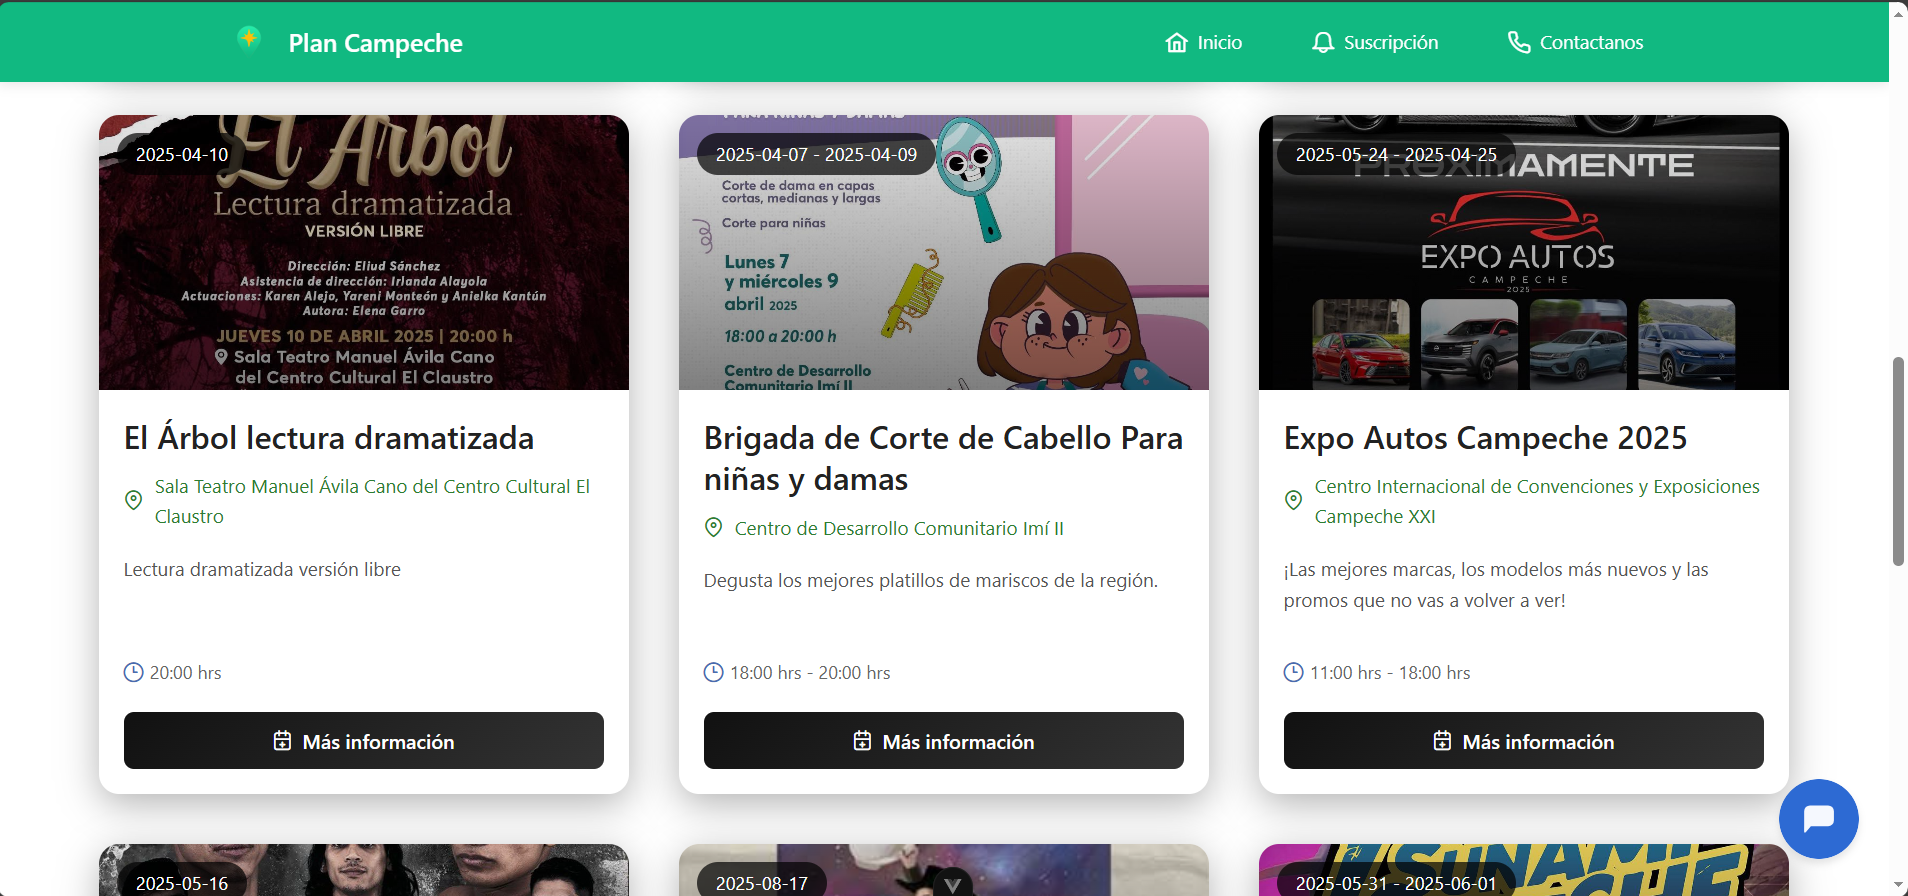 Plan Campeche
Inicio
Suscripción
Contactanos
2025-04-10
El Árbol
Lectura dramatizada
VERSIÓN LIBRE
Dirección: Eliud Sánchez
Asistencia de dirección: Irlanda Alayola
Actuaciones: Karen Alejo, Yareni Monteón y Anielka Kantún
Autora: Elena Garro
JUEVES 10 DE ABRIL 2025 | 20:00 h
Sala Teatro Manuel Ávila Cano
del Centro Cultural El Claustro
El Árbol lectura dramatizada
Sala Teatro Manuel Ávila Cano del Centro Cultural El
Claustro
Lectura dramatizada versión libre
20:00 hrs
Más información
PARA NIÑAS Y DAMAS
2025-04-07 - 2025-04-09
Corte de dama en capas
cortas, medianas y largas
Corte para niñas
Lunes 7
y miércoles 9
abril 2025
18:00 a 20:00 h
Centro de Desarrollo
Comunitario Imí II
Brigada de Corte de Cabello Para
niñas y damas
Centro de Desarrollo Comunitario Imí II
Degusta los mejores platillos de mariscos de la región.
18:00 hrs - 20:00 hrs
Más información
2025-05-24 - 2025-04-25
PRÓXIMAMENTE
EXPO AUTOS
CAMPECHE
2025
Expo Autos Campeche 2025
Centro Internacional de Convenciones y Exposiciones
Campeche XXI
¡Las mejores marcas, los modelos más nuevos y las
promos que no vas a volver a ver!
11:00 hrs - 18:00 hrs
Más información
2025-05-16
2025-08-17
2025-05-31 - 2025-06-01